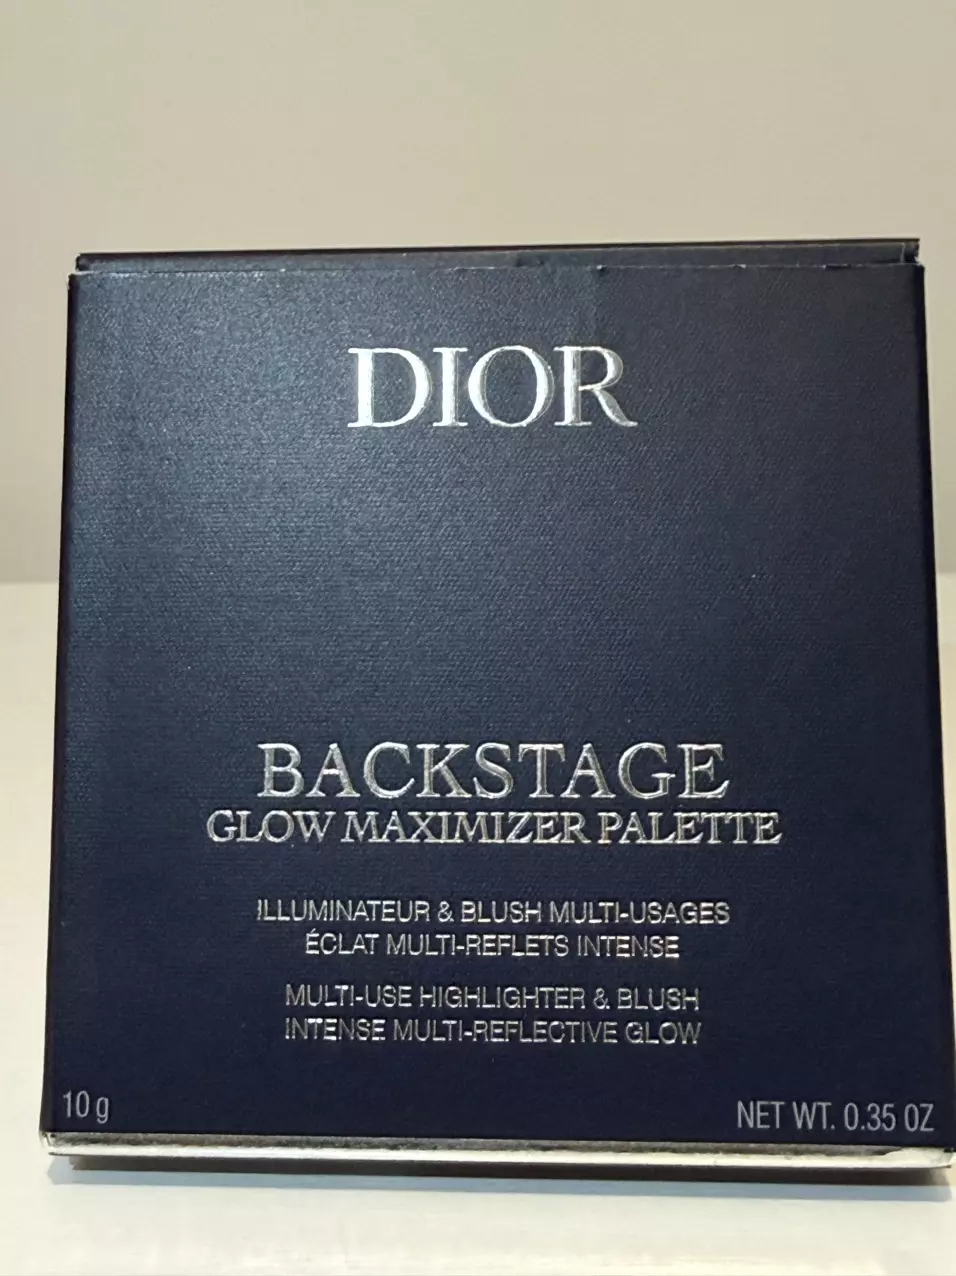 DIOR
BACKSTAGE
GLOW MAXIMIZER PALETTE
ILLUMINATEUR & BLUSH MULTI-USAGES
ÉCLAT MULTI-REFLETS INTENSE
MULTI-USE HIGHLIGHTER & BLUSH
INTENSE MULTI-REFLECTIVE GLOW
10 g
NET WT. 0.35 OZ